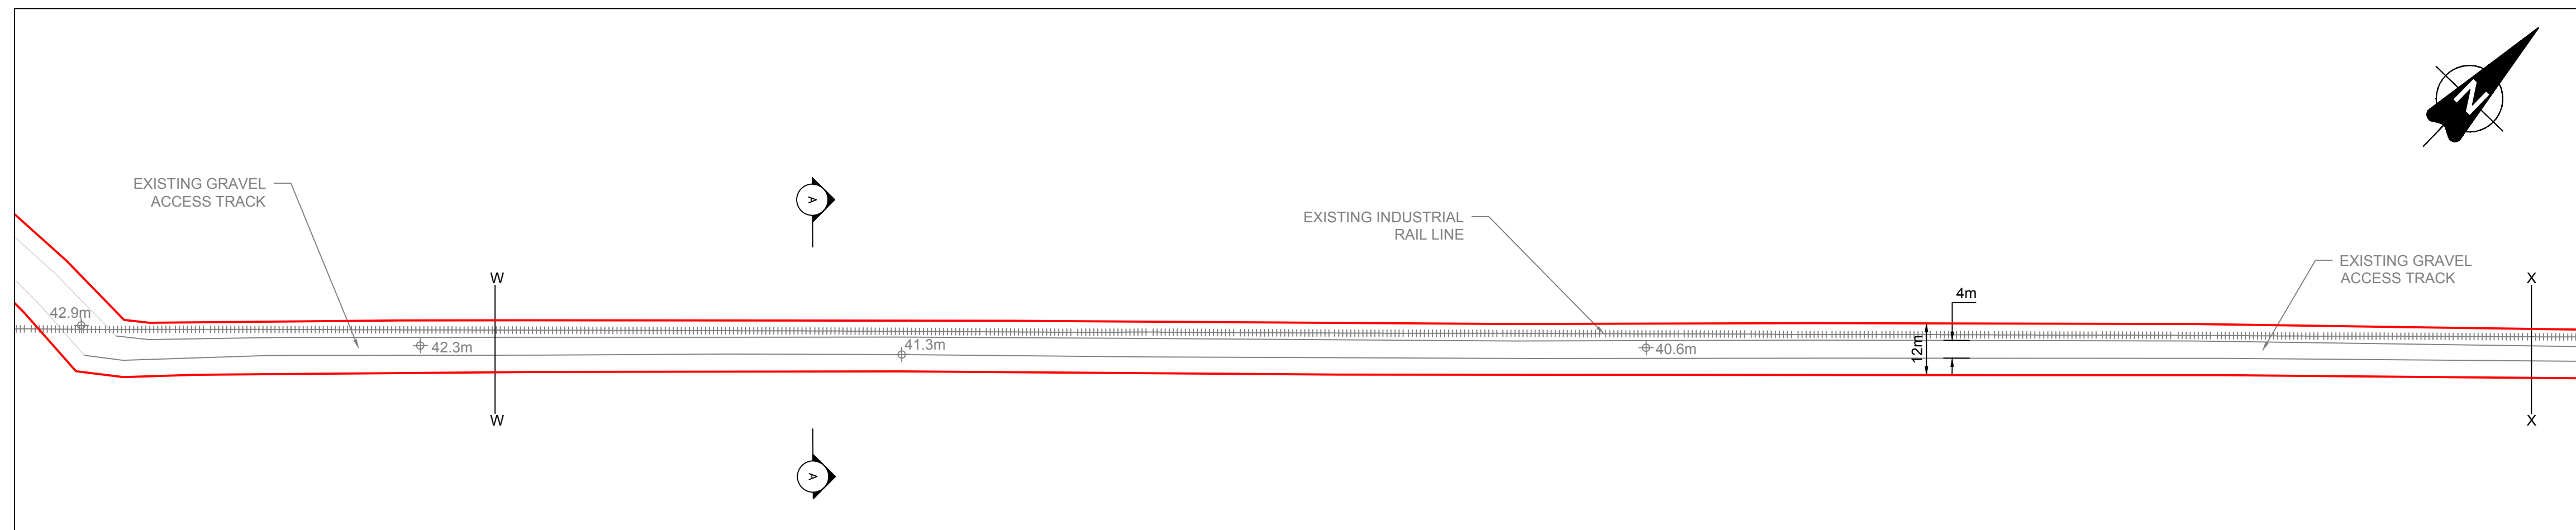 N
EXISTING GRAVEL
ACCESS TRACK
A
EXISTING INDUSTRIAL
RAIL LINE
EXISTING GRAVEL
ACCESS TRACK
W
X
4m
42.9m
42.3m
41.3m
40.6m
12m
W
X
A